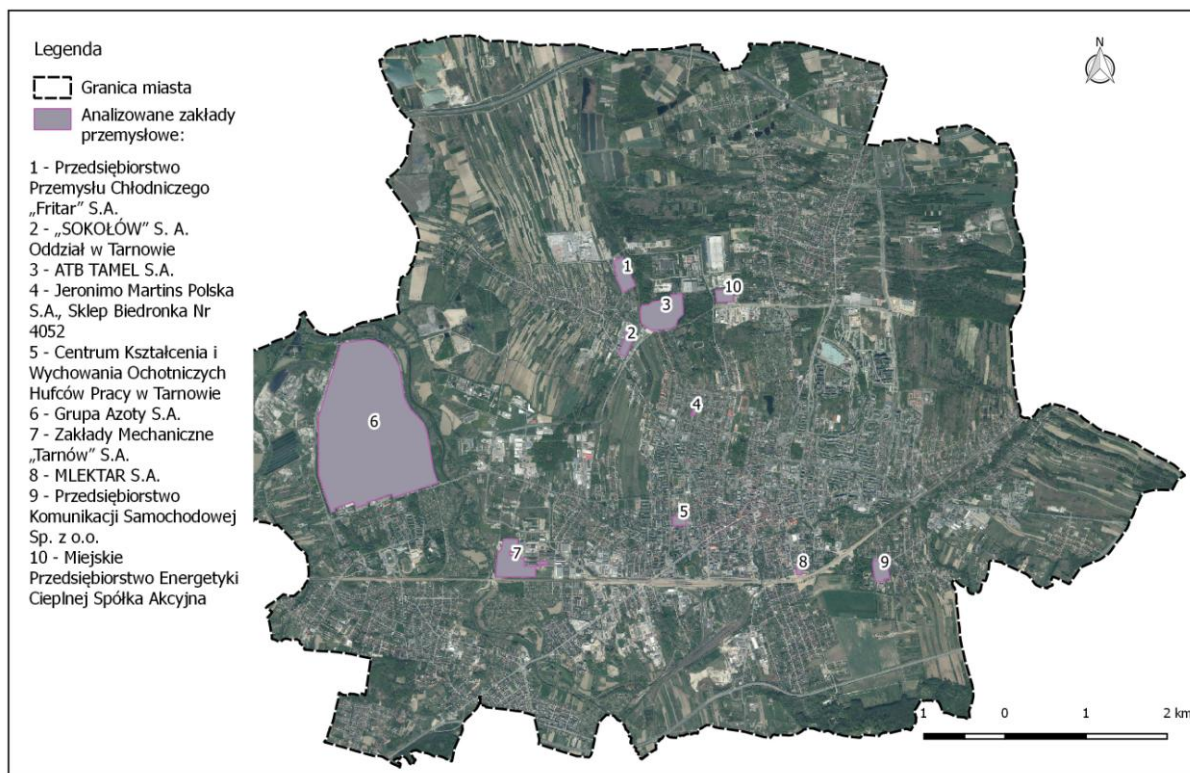 Legenda
Granica miasta
Analizowane zakłady
przemysłowe:
1 - Przedsiębiorstwo
Przemysłu Chłodniczego
„Fritar” S.A.
2 - „SOKOŁÓW” S. A.
Oddział w Tarnowie
3 - ATB TAMEL S.A.
4 - Jeronimo Martins Polska
S.A., Sklep Biedronka Nr
4052
5 - Centrum Kształcenia i
Wychowania Ochotniczych
Hufców Pracy w Tarnowie
6 - Grupa Azoty S.A.
7 - Zakłady Mechaniczne
„Tarnów” S.A.
8 - MLEKTAR S.A.
9 - Przedsiębiorstwo
Komunikacji Samochodowej
Sp. z o.o.
10 - Miejskie
Przedsiębiorstwo Energetyki
Cieplnej Spółka Akcyjna
N
1
10
3
2
4
6
5
7
8
9
1 0 1 2 km